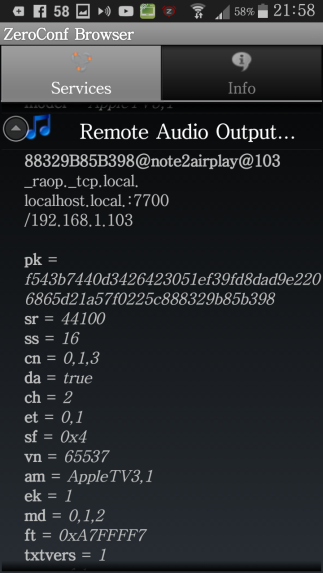 58 58% 21:58
ZeroConf Browser
Services Info
model = AppleTV3,1
Remote Audio Output...
88329B85B398@note2airplay@103
_raop._tcp.local.
localhost.local.:7700
/192.168.1.103
pk =
f543b7440d3426423051ef39fd8dad9e220
6865d21a57f0225c888329b85b398
sr = 44100
ss = 16
cn = 0,1,3
da = true
ch = 2
et = 0,1
sf = 0x4
vn = 65537
am = AppleTV3,1
ek = 1
md = 0,1,2
ft = 0xA7FFFF7
txtvers = 1